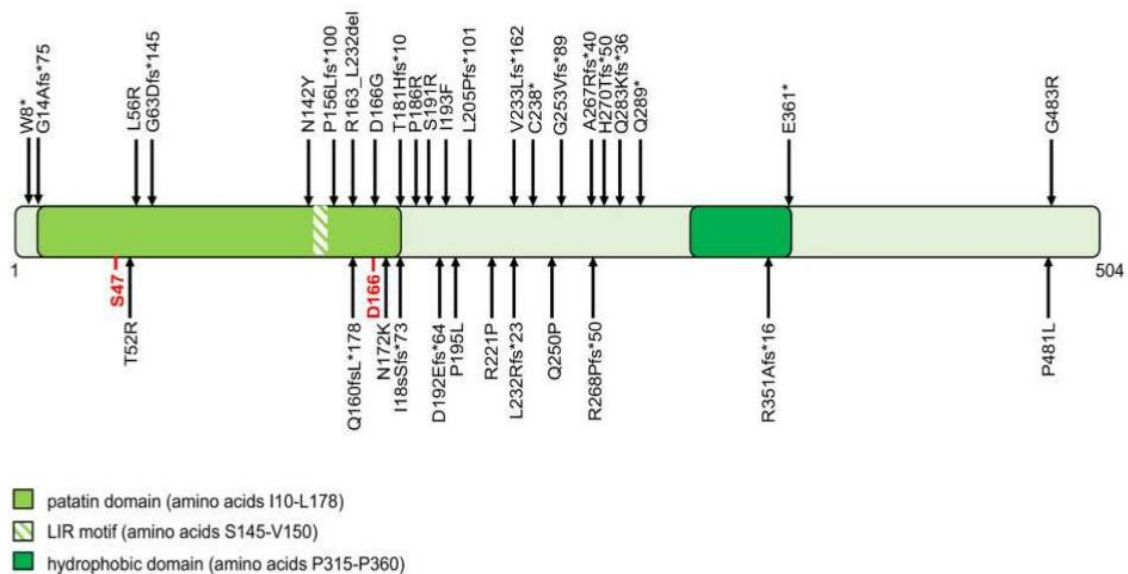 W8*
G14Afs*75
L56R
G63Dfs*145
N142Y
P156Lfs*100
R163_L232del
D166G
T181Hfs*10
P186R
S191R
I193F
L205Pfs*101
V233Lfs*162
C238*
G253Vfs*89
A267Rfs*40
H270Tfs*50
Q283Kfs*36
Q289*
E361*
G483R
1
504
S47
T52R
Q160fsL*178
D166
N172K
I18sSfs*73
D192Efs*64
P195L
R221P
L232Rfs*23
Q250P
R268Pfs*50
R351Afs*16
P481L
patatin domain (amino acids I10-L178)
LIR motif (amino acids S145-V150)
hydrophobic domain (amino acids P315-P360)